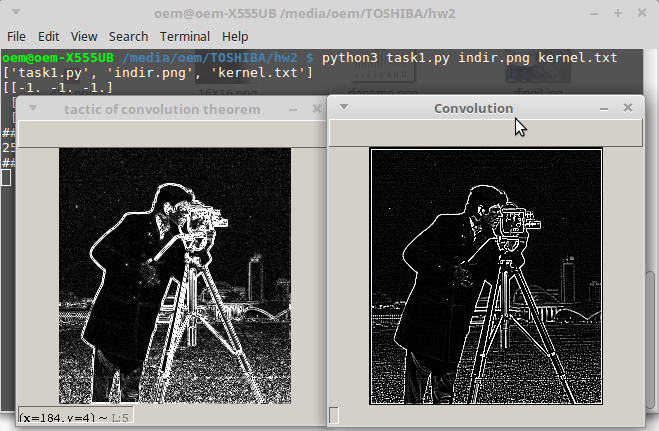 oem@oem-X555UB /media/oem/TOSHIBA/hw2
File Edit View Search Terminal Help
oem@oem-X555UB /media/oem/TOSHIBA/hw2 $ python3 task1.py indir.png kernel.txt
['task1.py', 'indir.png', 'kernel.txt']
[[-1. -1. -1.]
[
tactic of convolution theorem
Convolution
[
##
25
##
(x=184,y=4) ~ L:5